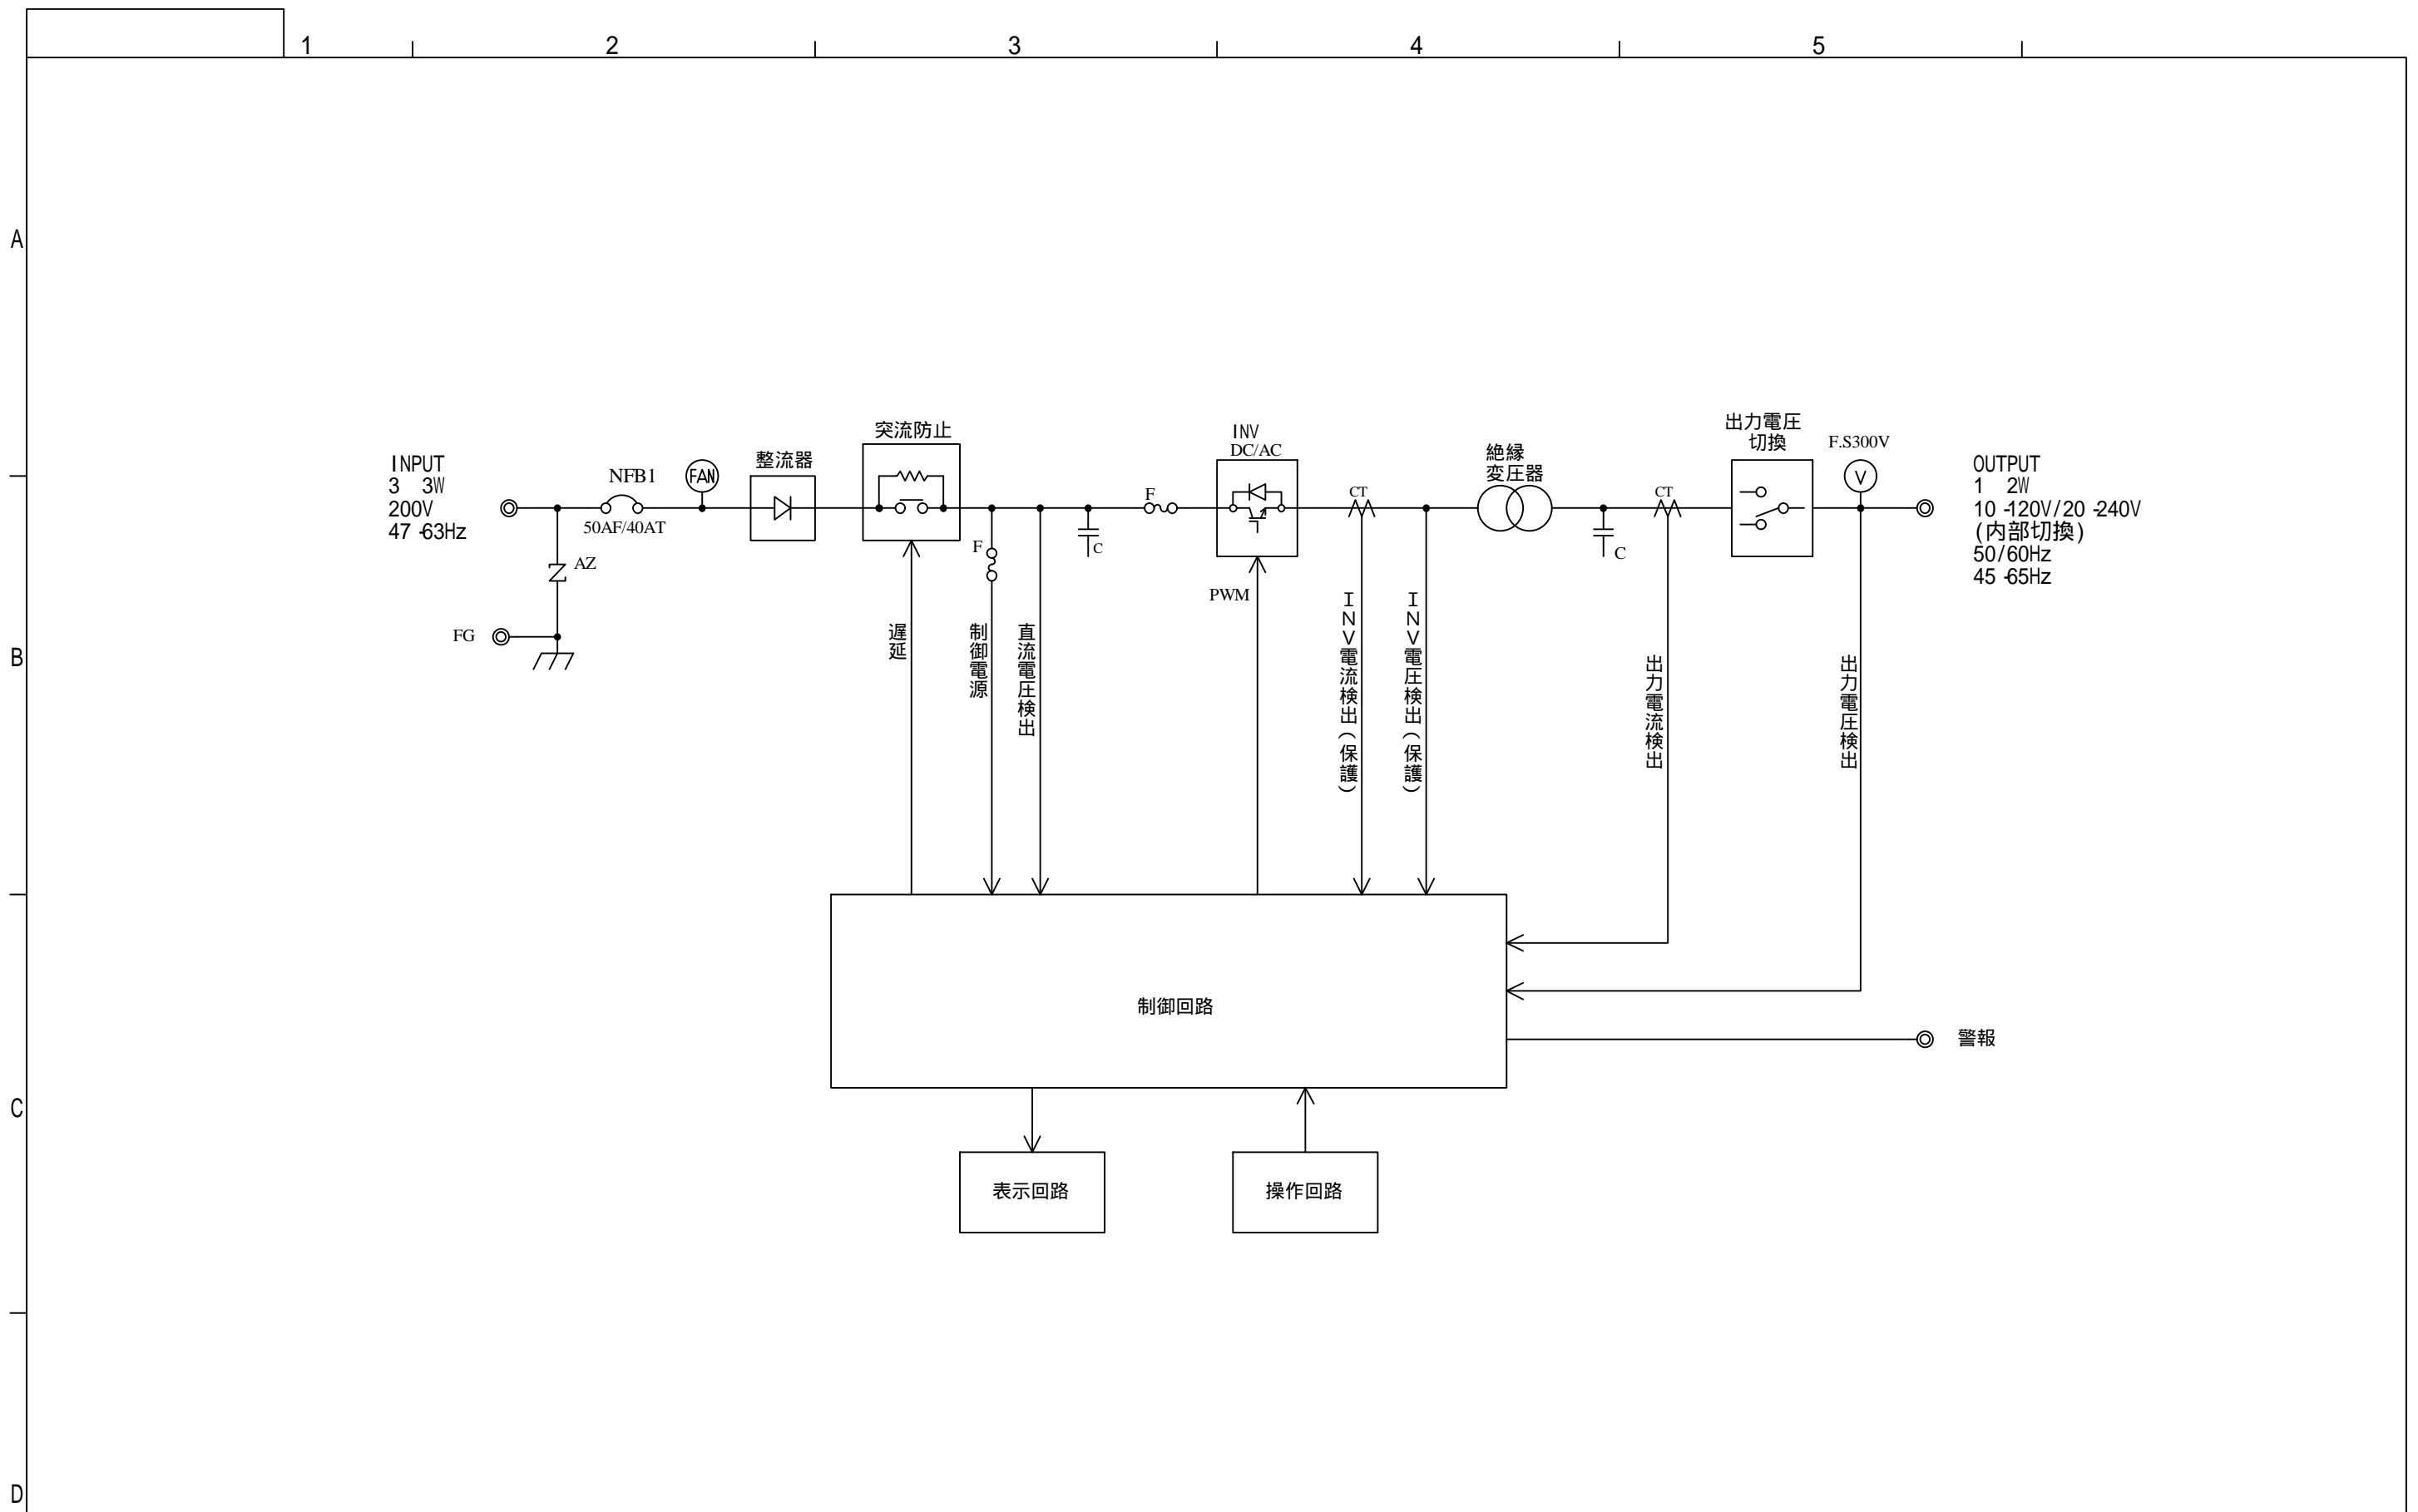 1
2
3
4
5
A
B
C
D
INPUT
3 3W
200V
47 -63Hz
NFB1
50AF/40AT
FAN
AZ
FG
整流器
突流防止
遅延
F
制御電源
直流電圧検出
C
F
INV
DC/AC
PWM
CT
INV電流検出(保護)
INV電圧検出(保護)
絶縁
変圧器
C
CT
出力電流検出
出力電圧
切換
F.S300V
V
出力電圧検出
OUTPUT
1 2W
10 -120V/20 -240V
(内部切換)
50/60Hz
45 -65Hz
制御回路
警報
表示回路
操作回路